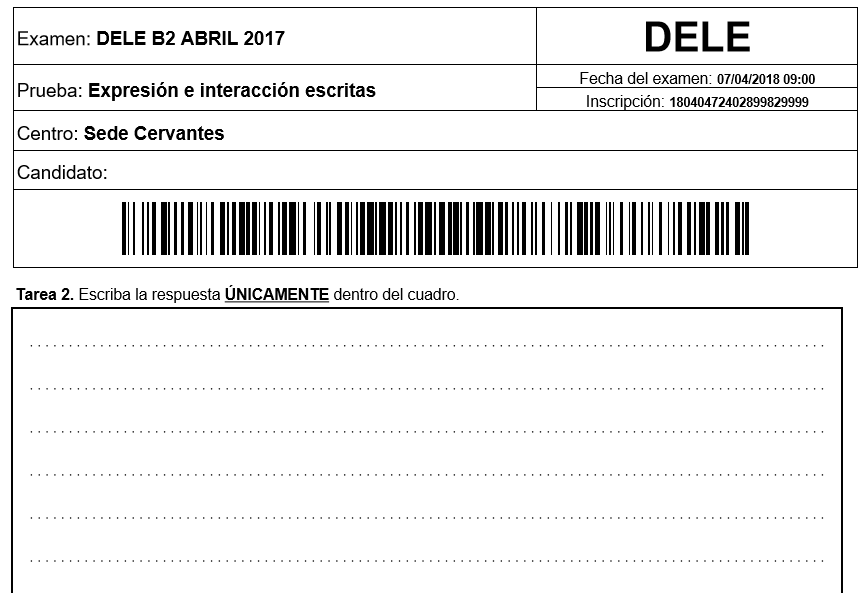 Examen: DELE B2 ABRIL 2017
DELE
Prueba: Expresión e interacción escritas
Fecha del examen: 07/04/2018 09:00
Inscripción: 18040472402899829999
Centro: Sede Cervantes
Candidato:
Tarea 2. Escriba la respuesta ÚNICAMENTE dentro del cuadro.